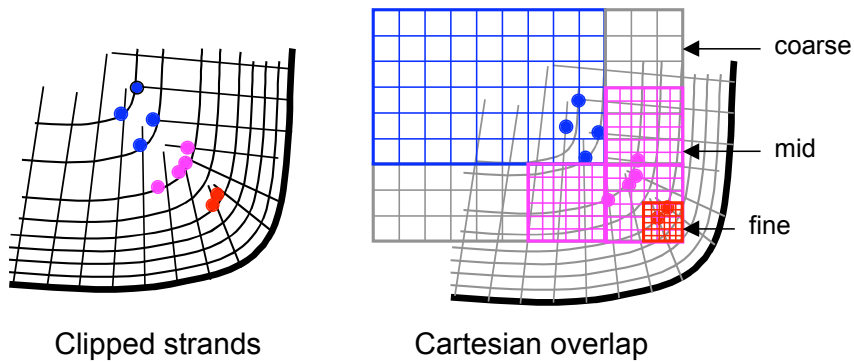 coarse
mid
fine
Clipped strands
Cartesian overlap